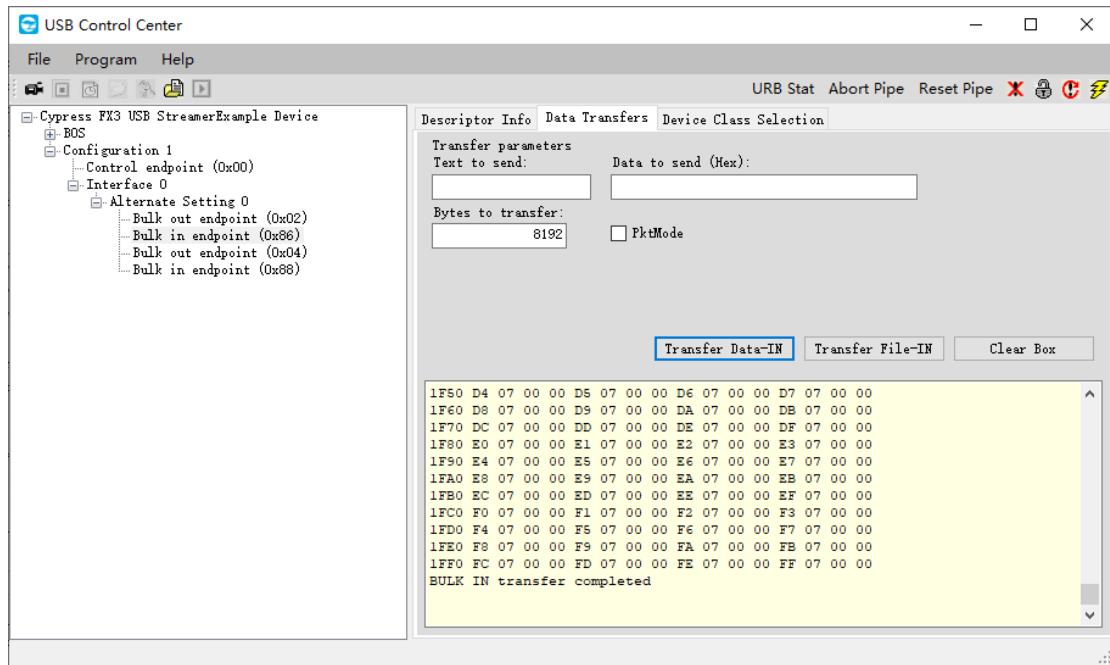 USB Control Center
File Program Help
URB Stat Abort Pipe Reset Pipe
Cypress FX3 USB StreamerExample Device
BOS
Configuration 1
Control endpoint (0x00)
Interface 0
Alternate Setting 0
Bulk out endpoint (0x02)
Bulk in endpoint (0x86)
Bulk out endpoint (0x04)
Bulk in endpoint (0x88)
Descriptor Info Data Transfers Device Class Selection
Transfer parameters
Text to send: Data to send (Hex):
Bytes to transfer:
8192 PktMode
Transfer Data-IN Transfer File-IN Clear Box
1F50 D4 07 00 00 D5 07 00 00 D6 07 00 00 D7 07 00 00
1F60 D8 07 00 00 D9 07 00 00 DA 07 00 00 DB 07 00 00
1F70 DC 07 00 00 DD 07 00 00 DE 07 00 00 DF 07 00 00
1F80 E0 07 00 00 E1 07 00 00 E2 07 00 00 E3 07 00 00
1F90 E4 07 00 00 E5 07 00 00 E6 07 00 00 E7 07 00 00
1FA0 E8 07 00 00 E9 07 00 00 EA 07 00 00 EB 07 00 00
1FB0 EC 07 00 00 ED 07 00 00 EE 07 00 00 EF 07 00 00
1FC0 F0 07 00 00 F1 07 00 00 F2 07 00 00 F3 07 00 00
1FD0 F4 07 00 00 F5 07 00 00 F6 07 00 00 F7 07 00 00
1FE0 F8 07 00 00 F9 07 00 00 FA 07 00 00 FB 07 00 00
1FF0 FC 07 00 00 FD 07 00 00 FE 07 00 00 FF 07 00 00
BULK IN transfer completed